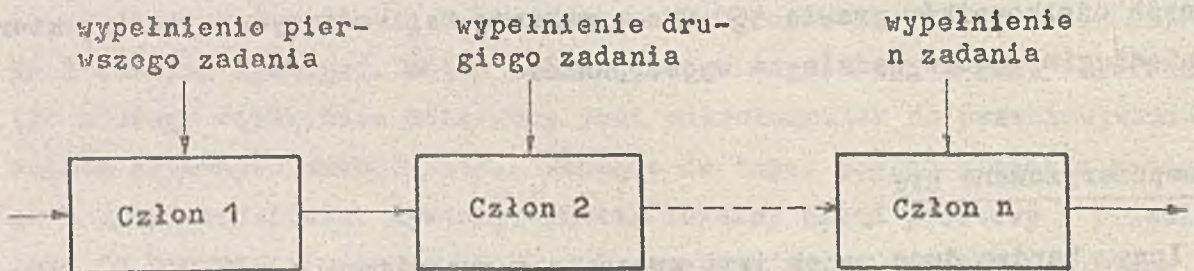 wypełnienie pier-
wszego zadania
wypełnienie dru-
giego zadania
wypełnienie
n zadania
Człon 1
Człon 2
Człon n